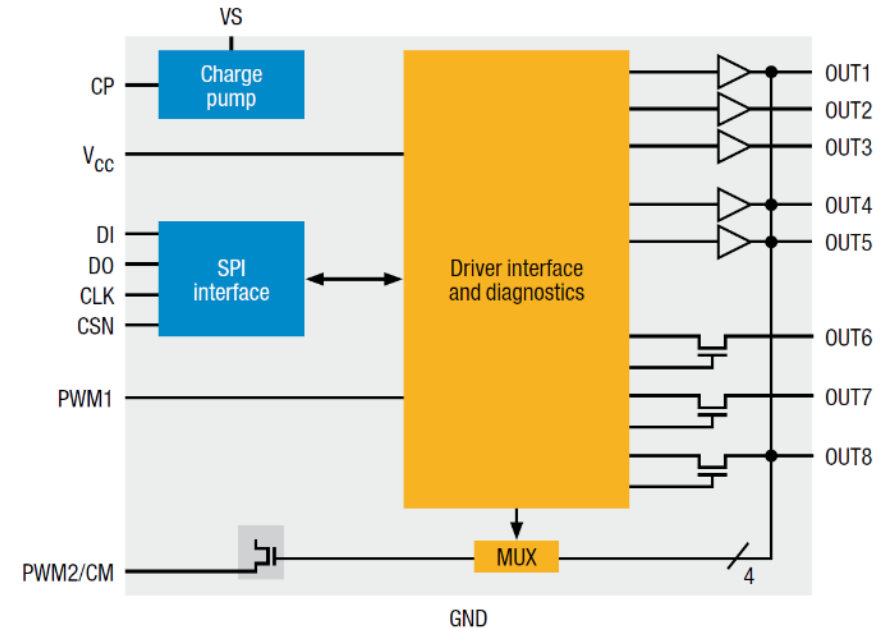 VS
CP
Charge
pump
VCC
DI
DO
CLK
CSN
SPI
interface
PWM1
Driver interface
and diagnostics
OUT1
OUT2
OUT3
OUT4
OUT5
OUT6
OUT7
OUT8
MUX
4
PWM2/CM
GND